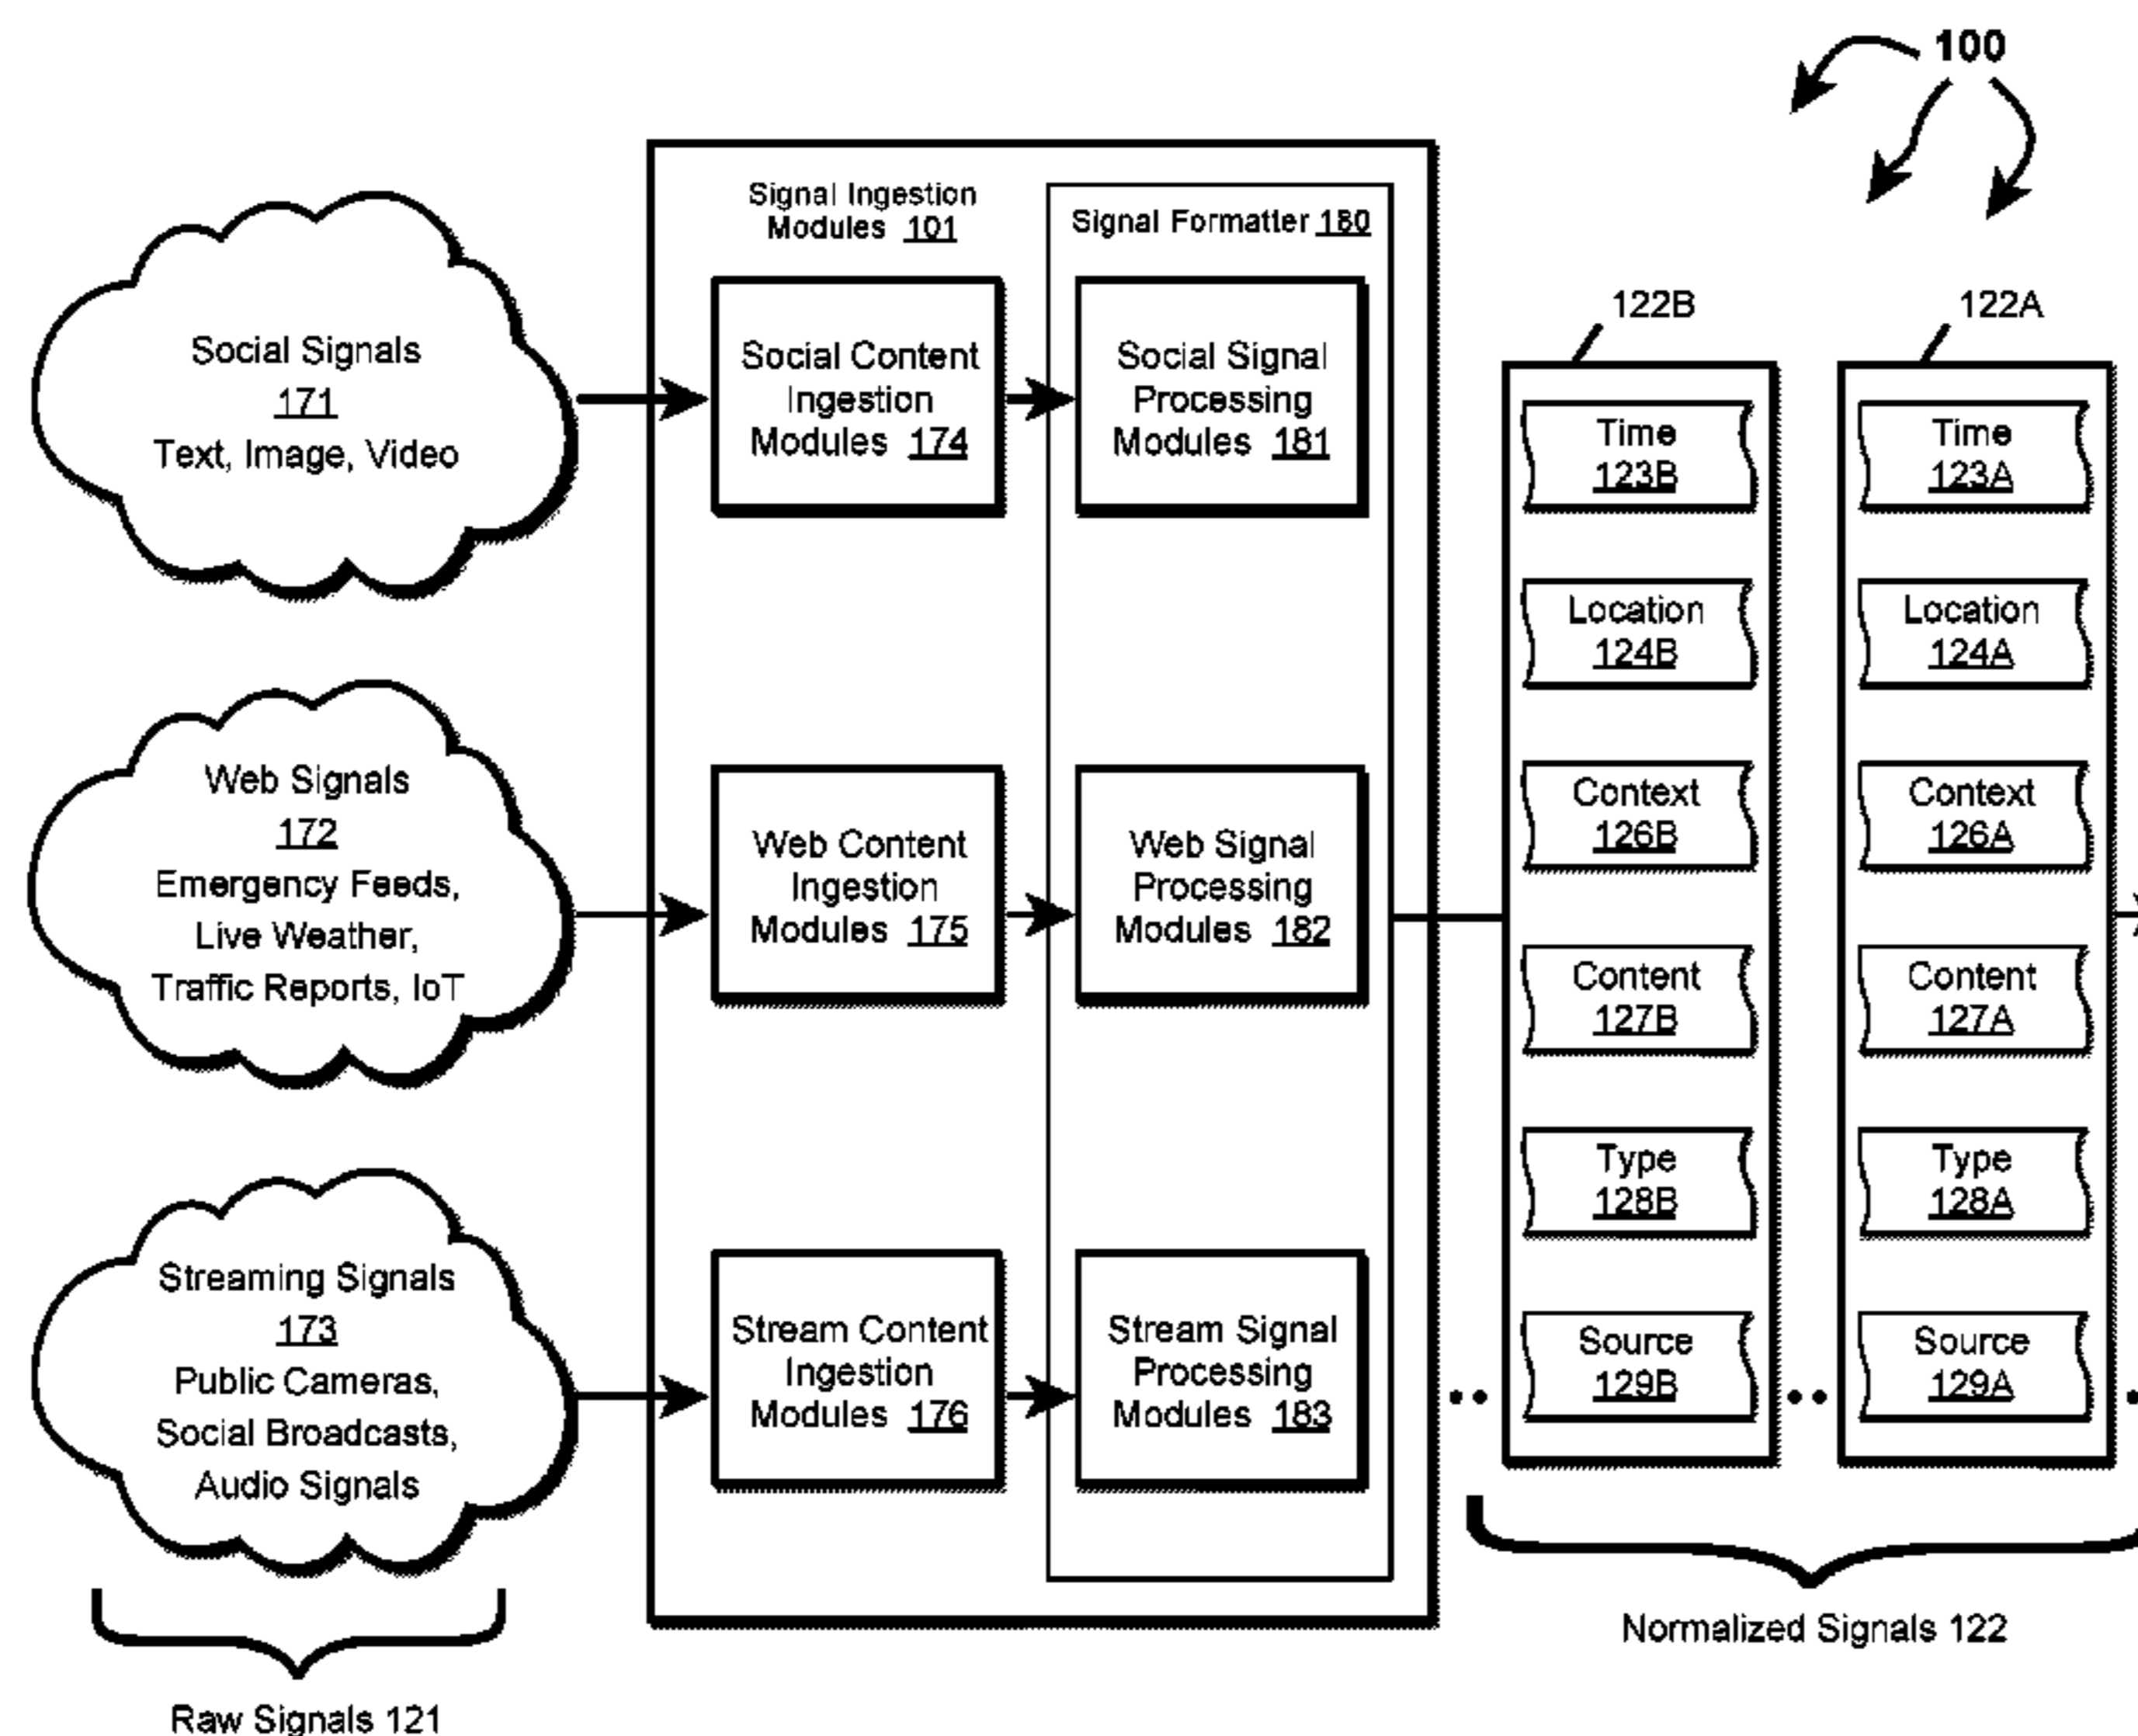 100
Social Signals
171
Text, Image, Video
Web Signals
172
Emergency Feeds,
Live Weather,
Traffic Reports, IoT
Streaming Signals
173
Public Cameras,
Social Broadcasts,
Audio Signals
Raw Signals 121
Signal Ingestion
Modules 101
Signal Formatter 180
Social Content
Ingestion
Modules 174
Social Signal
Processing
Modules 181
Web Content
Ingestion
Modules 175
Web Signal
Processing
Modules 182
Stream Content
Ingestion
Modules 176
Stream Signal
Processing
Modules 183
122B
Time
123B
Location
124B
Context
126B
Content
127B
Type
128B
Source
129B
122A
Time
123A
Location
124A
Context
126A
Content
127A
Type
128A
Source
129A
Normalized Signals 122